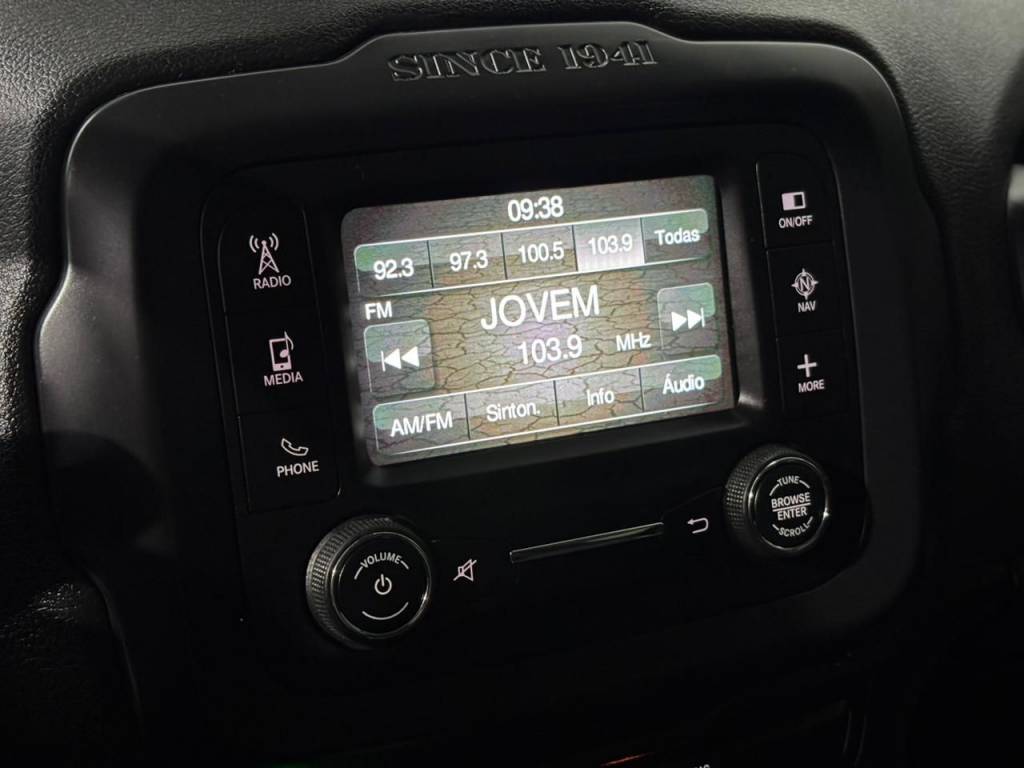 SINCE 1941
09:38
92.3 97.3 100.5 103.9 Todas
FM
JOVEM
103.9 MHz
AM/FM Sinton. Info Áudio
RADIO
MEDIA
PHONE
ON/OFF
N
NAV
MORE
VOLUME
TUNE
BROWSE
ENTER
SCROLL